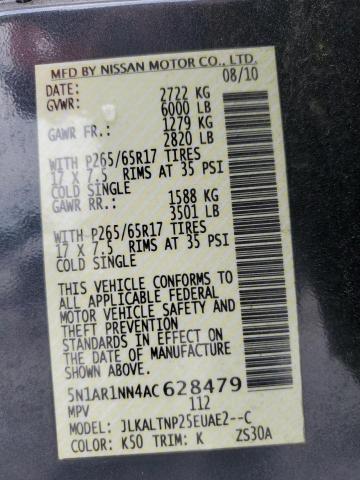 MFD BY NISSAN MOTOR CO., LTD.
DATE: 08/10
GVWR: 2722 KG
6000 LB
GAWR FR.: 1279 KG
2820 LB
WITH P265/65R17 TIRES
17 X 7.5 RIMS AT 35 PSI
COLD SINGLE
GAWR RR.: 1588 KG
3501 LB
WITH P265/65R17 TIRES
17 X 7.5 RIMS AT 35 PSI
COLD SINGLE
THIS VEHICLE CONFORMS TO
ALL APPLICABLE FEDERAL
MOTOR VEHICLE SAFETY AND
THEFT PREVENTION
STANDARDS IN EFFECT ON
THE DATE OF MANUFACTURE
SHOWN ABOVE.
5N1AR1NN4AC 628479
MPV 112
MODEL: JLKALTNP25EUAE2--C
COLOR: K50 TRIM: K ZS30A